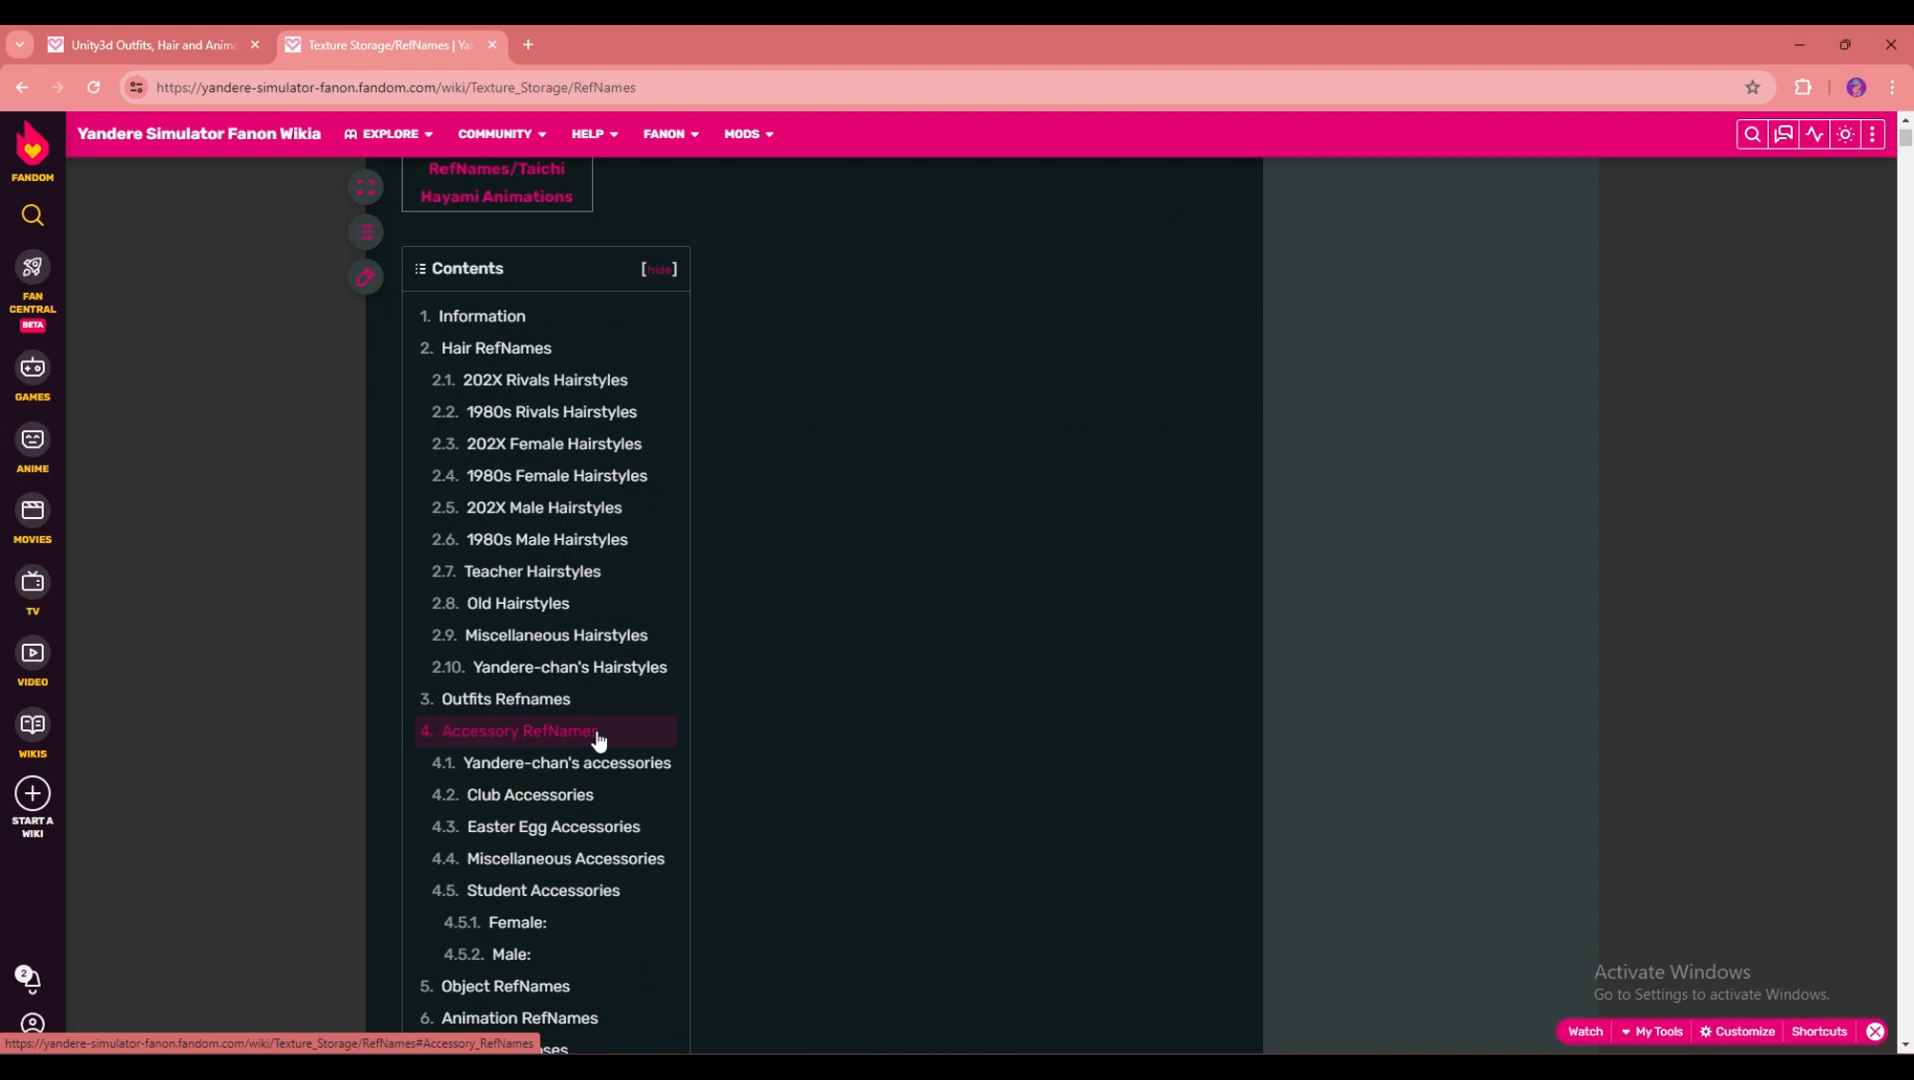 Unity3d Outfits, Hair and Anim
Texture Storage/RefNames | Ya
https://yandere-simulator-fanon.fandom.com/wiki/Texture_Storage/RefNames
Yandere Simulator Fanon Wikia
EXPLORE
COMMUNITY
HELP
FANON
MODS
FANDOM
FAN
CENTRAL
BETA
GAMES
ANIME
MOVIES
TV
VIDEO
WIKIS
START A
WIKI
2
RefNames/Taichi
Hayami Animations
Contents [hide]
1. Information
2. Hair RefNames
2.1. 202X Rivals Hairstyles
2.2. 1980s Rivals Hairstyles
2.3. 202X Female Hairstyles
2.4. 1980s Female Hairstyles
2.5. 202X Male Hairstyles
2.6. 1980s Male Hairstyles
2.7. Teacher Hairstyles
2.8. Old Hairstyles
2.9. Miscellaneous Hairstyles
2.10. Yandere-chan's Hairstyles
3. Outfits Refnames
4. Accessory RefNames
4.1. Yandere-chan's accessories
4.2. Club Accessories
4.3. Easter Egg Accessories
4.4. Miscellaneous Accessories
4.5. Student Accessories
4.5.1. Female:
4.5.2. Male:
5. Object RefNames
6. Animation RefNames
Activate Windows
Go to Settings to activate Windows.
Watch
My Tools
Customize
Shortcuts
https://yandere-simulator-fanon.fandom.com/wiki/Texture_Storage/RefNames#Accessory_RefNames